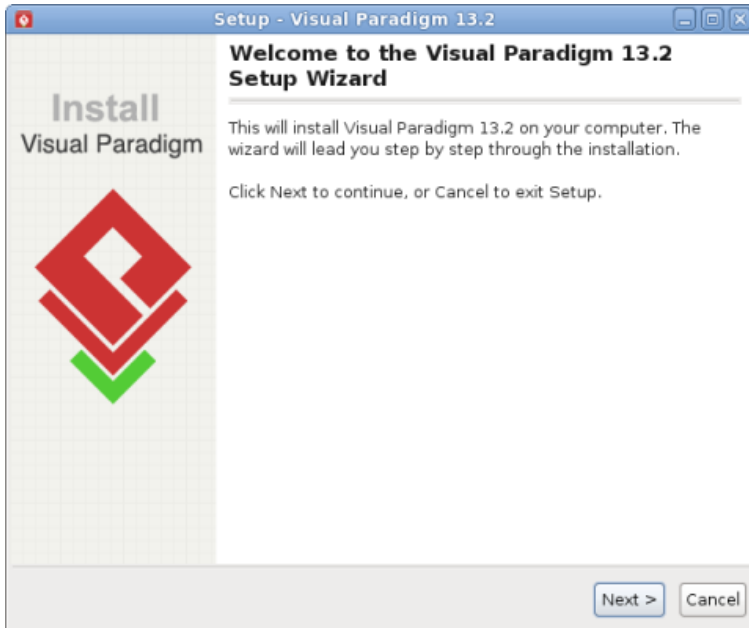 Setup - Visual Paradigm 13.2
Install
Visual Paradigm
Welcome to the Visual Paradigm 13.2
Setup Wizard
This will install Visual Paradigm 13.2 on your computer. The
wizard will lead you step by step through the installation.
Click Next to continue, or Cancel to exit Setup.
Next >
Cancel